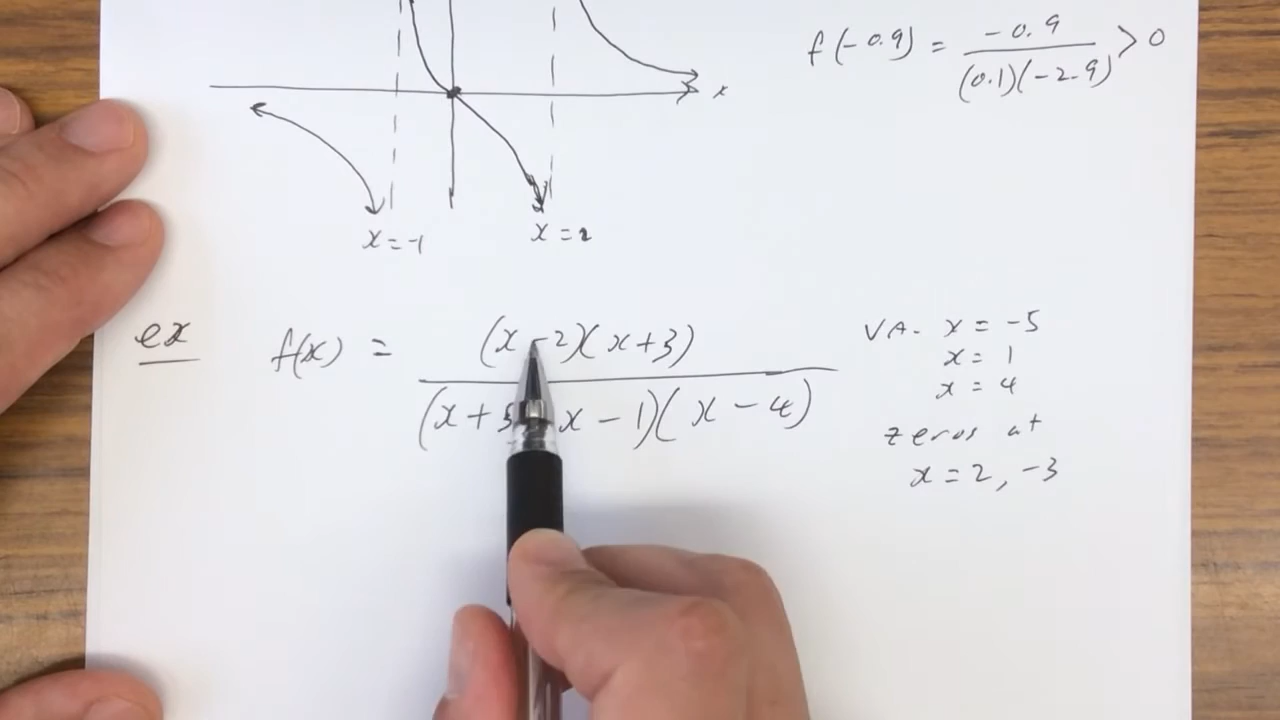 f(-0.9) = -0.9 / (0.1)(-2.9) > 0
x
x = -1
x = 2
ex f(x) = (x-2)(x+3)
(x+5 x-1)(x-4)
VA. x = -5
x = 1
x = 4
zeros at
x = 2, -3